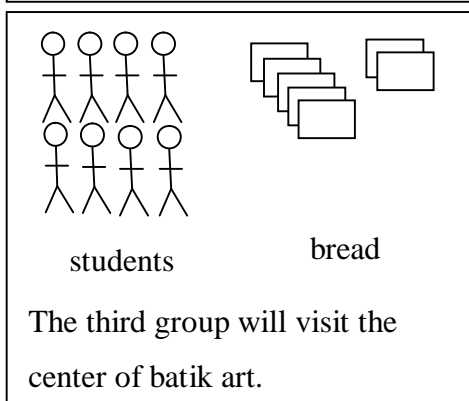 students
bread
The third group will visit the
center of batik art.